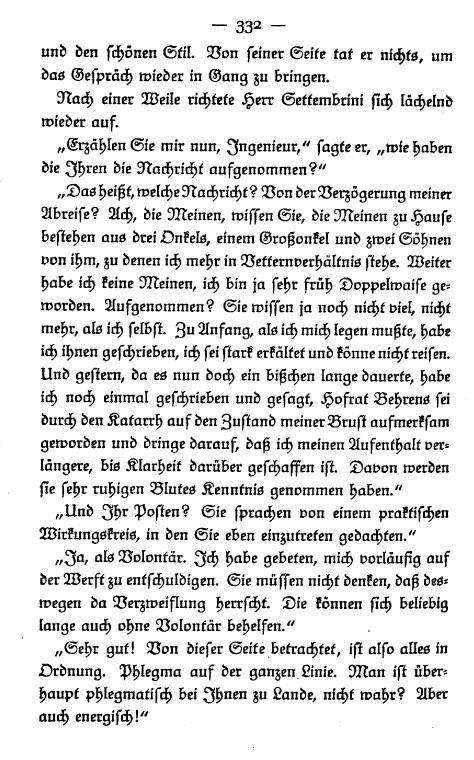 — 332 —
und den schönen Stil. Von seiner Seite tat er nichts, um
das Gespräch wieder in Gang zu bringen.
Nach einer Weile richtete Herr Settembrini sich lächelnd
wieder auf.
„Erzählen Sie mir nun, Ingenieur,“ sagte er, „wie haben
die Ihren die Nachricht aufgenommen?“
„Das heißt, welche Nachricht? Von der Verzögerung meiner
Abreise? Ach, die Meinen, wissen Sie, die Meinen zu Hause
bestehen aus drei Onkels, einem Großonkel und zwei Söhnen
von ihm, zu denen ich mehr in Vetternverhältnis stehe. Weiter
habe ich keine Meinen, ich bin ja sehr früh Doppelwaise ge-
worden. Aufgenommen? Sie wissen ja noch nicht viel, nicht
mehr, als ich selbst. Zu Anfang, als ich mich legen mußte, habe
ich ihnen geschrieben, ich sei stark erkältet und könne nicht reisen.
Und gestern, da es nun doch ein bißchen lange dauerte, habe
ich noch einmal geschrieben und gesagt, Hofrat Behrens sei
durch den Katarrh auf den Zustand meiner Brust aufmerksam
geworden und dringe darauf, daß ich meinen Aufenthalt ver-
längere, bis Klarheit darüber geschaffen ist. Davon werden
sie sehr ruhigen Blutes Kenntnis genommen haben.“
„Und Ihr Posten? Sie sprachen von einem praktischen
Wirkungskreis, in den Sie eben einzutreten gedachten.“
„Ja, als Volontär. Ich habe gebeten, mich vorläufig auf
der Werft zu entschuldigen. Sie müssen nicht denken, daß des-
wegen da Verzweiflung herrscht. Die können sich beliebig
lange auch ohne Volontär behelfen.“
„Sehr gut! Von dieser Seite betrachtet, ist also alles in
Ordnung. Phlegma auf der ganzen Linie. Man ist über-
haupt phlegmatisch bei Ihnen zu Lande, nicht wahr? Aber
auch energisch!“